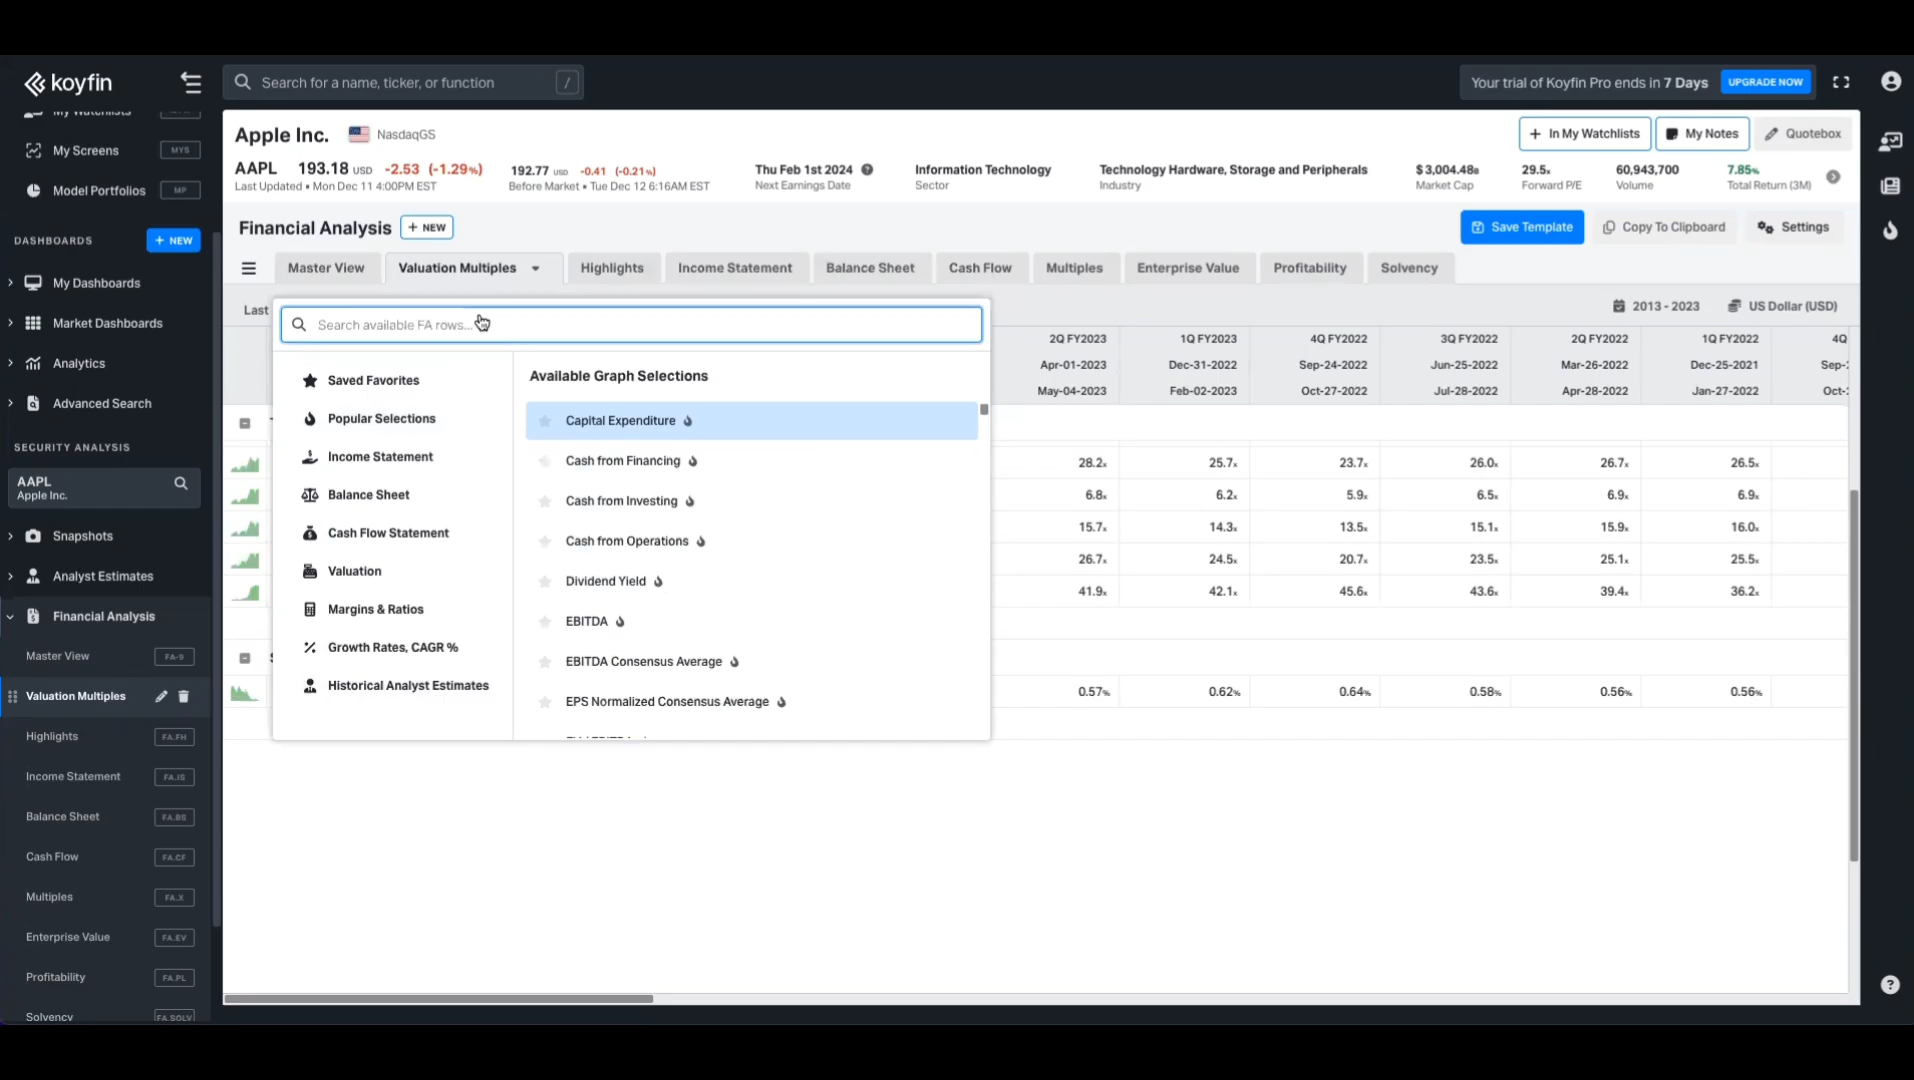 koyfin
Search for a name, ticker, or function /
Your trial of Koyfin Pro ends in 7 Days UPGRADE NOW
My Watchlists
My Screens MYS
Model Portfolios MP
DASHBOARDS + NEW
My Dashboards
Market Dashboards
Analytics
Advanced Search
SECURITY ANALYSIS
AAPL
Apple Inc.
Snapshots
Analyst Estimates
Financial Analysis
Master View FA-9
Valuation Multiples
Highlights FA.FH
Income Statement FA.IS
Balance Sheet FA.BS
Cash Flow FA.CF
Multiples FA.X
Enterprise Value FA.EV
Profitability FA.PL
Solvency FA.SOLV
Apple Inc. NasdaqGS
+ In My Watchlists My Notes Quotebox
AAPL 193.18 USD -2.53 (-1.29%) 192.77 USD -0.41 (-0.21%) Thu Feb 1st 2024 Information Technology Technology Hardware, Storage and Peripherals $3,004.48B 29.5x 60,943,700 7.85%
Last Updated • Mon Dec 11 4:00PM EST Before Market • Tue Dec 12 6:16AM EST Next Earnings Date Sector Industry Market Cap Forward P/E Volume Total Return (3M)
Financial Analysis + NEW
Save Template Copy To Clipboard Settings
Master View Valuation Multiples Highlights Income Statement Balance Sheet Cash Flow Multiples Enterprise Value Profitability Solvency
Last 2013 - 2023 US Dollar (USD)
Search available FA rows...
Saved Favorites
Popular Selections
Income Statement
Balance Sheet
Cash Flow Statement
Valuation
Margins & Ratios
Growth Rates, CAGR %
Historical Analyst Estimates
Available Graph Selections
Capital Expenditure
Cash from Financing
Cash from Investing
Cash from Operations
Dividend Yield
EBITDA
EBITDA Consensus Average
EPS Normalized Consensus Average
2Q FY2023 1Q FY2023 4Q FY2022 3Q FY2022 2Q FY2022 1Q FY2022 4Q
Apr-01-2023 Dec-31-2022 Sep-24-2022 Jun-25-2022 Mar-26-2022 Dec-25-2021 Sep-
May-04-2023 Feb-02-2023 Oct-27-2022 Jul-28-2022 Apr-28-2022 Jan-27-2022 Oct-
28.2x 25.7x 23.7x 26.0x 26.7x 26.5x
6.8x 6.2x 5.9x 6.5x 6.9x 6.9x
15.7x 14.3x 13.5x 15.1x 15.9x 16.0x
26.7x 24.5x 20.7x 23.5x 25.1x 25.5x
41.9x 42.1x 45.6x 43.6x 39.4x 36.2x
0.57% 0.62% 0.64% 0.58% 0.56% 0.56%